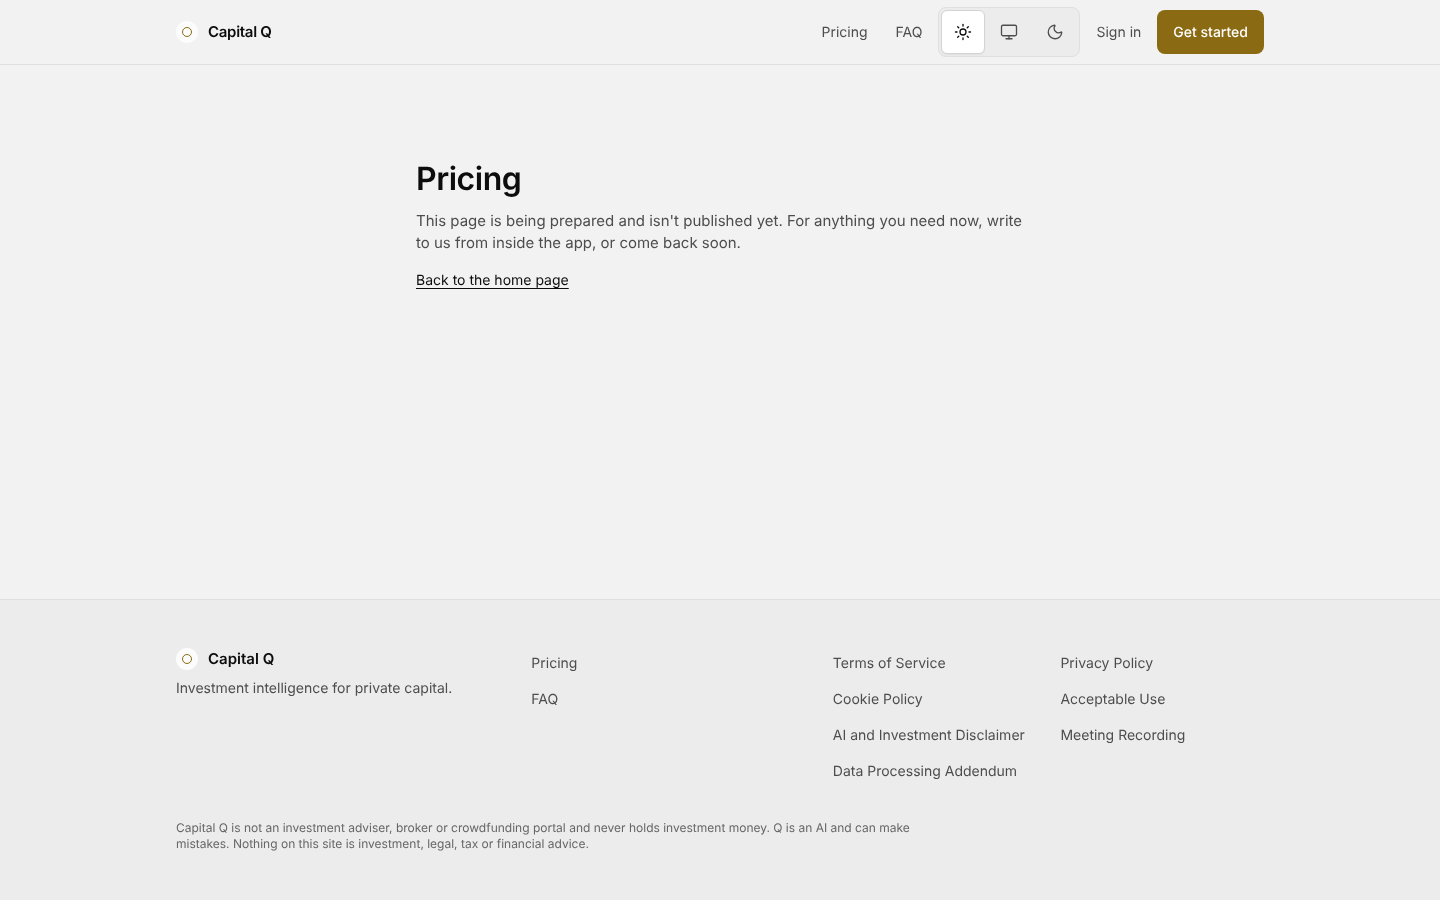 Capital Q
Pricing
FAQ
Sign in
Get started
Pricing
This page is being prepared and isn't published yet. For anything you need now, write
to us from inside the app, or come back soon.
Back to the home page
Capital Q
Investment intelligence for private capital.
Pricing
FAQ
Terms of Service
Privacy Policy
Cookie Policy
Acceptable Use
AI and Investment Disclaimer
Meeting Recording
Data Processing Addendum
Capital Q is not an investment adviser, broker or crowdfunding portal and never holds investment money. Q is an AI and can make
mistakes. Nothing on this site is investment, legal, tax or financial advice.